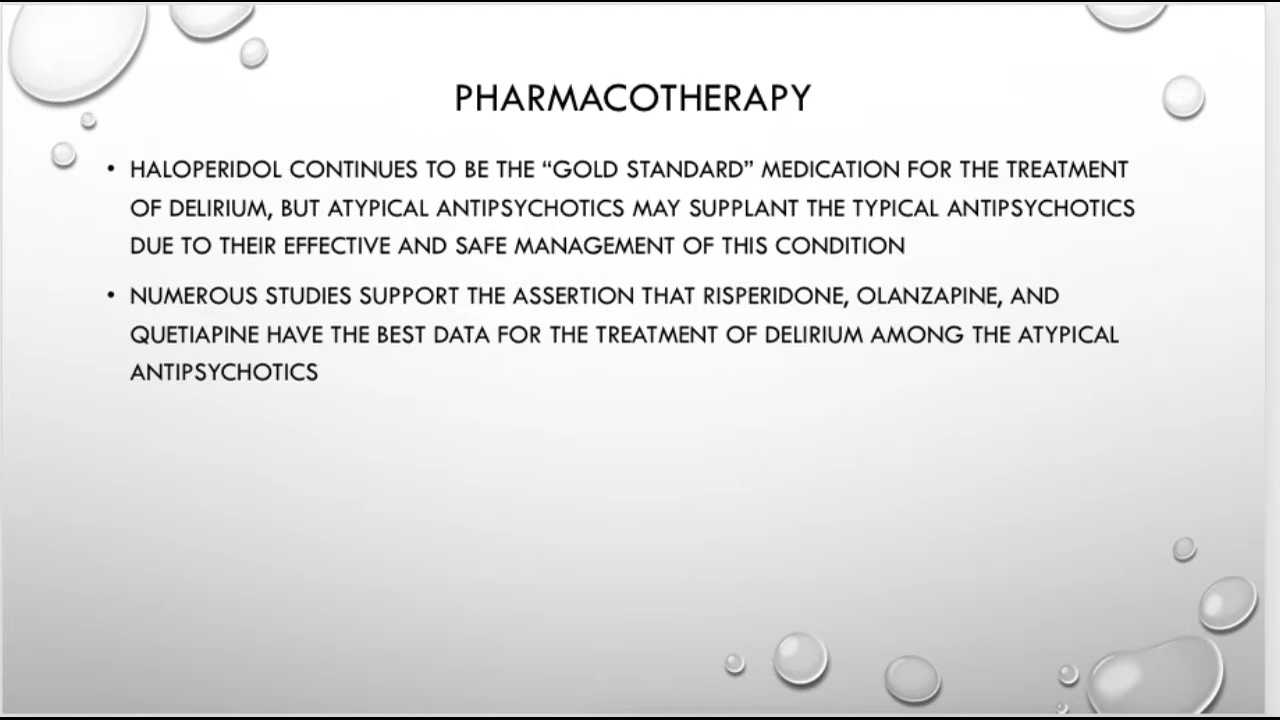 PHARMACOTHERAPY
• HALOPERIDOL CONTINUES TO BE THE “GOLD STANDARD” MEDICATION FOR THE TREATMENT
OF DELIRIUM, BUT ATYPICAL ANTIPSYCHOTICS MAY SUPPLANT THE TYPICAL ANTIPSYCHOTICS
DUE TO THEIR EFFECTIVE AND SAFE MANAGEMENT OF THIS CONDITION
• NUMEROUS STUDIES SUPPORT THE ASSERTION THAT RISPERIDONE, OLANZAPINE, AND
QUETIAPINE HAVE THE BEST DATA FOR THE TREATMENT OF DELIRIUM AMONG THE ATYPICAL
ANTIPSYCHOTICS